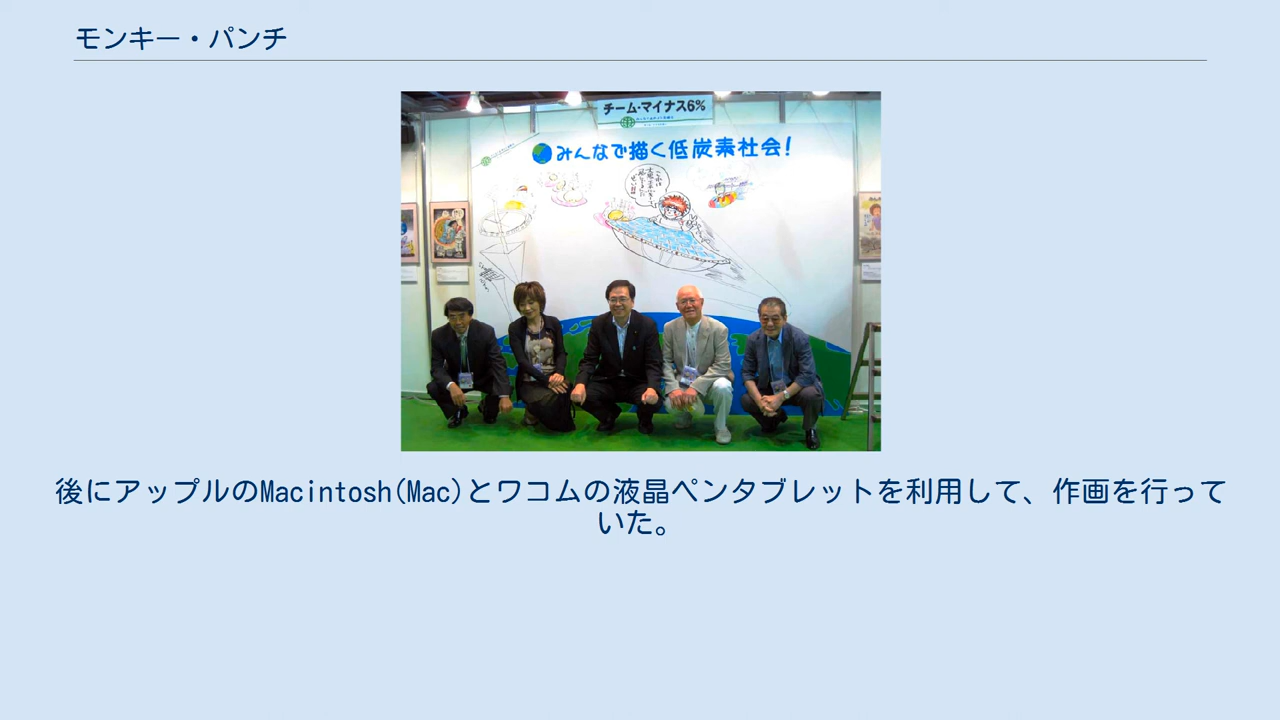 モンキー・パンチ
チーム・マイナス6%
みんなで描く低炭素社会!
後にアップルのMacintosh(Mac)とワコムの液晶ペンタブレットを利用して、作画を行って
いた。